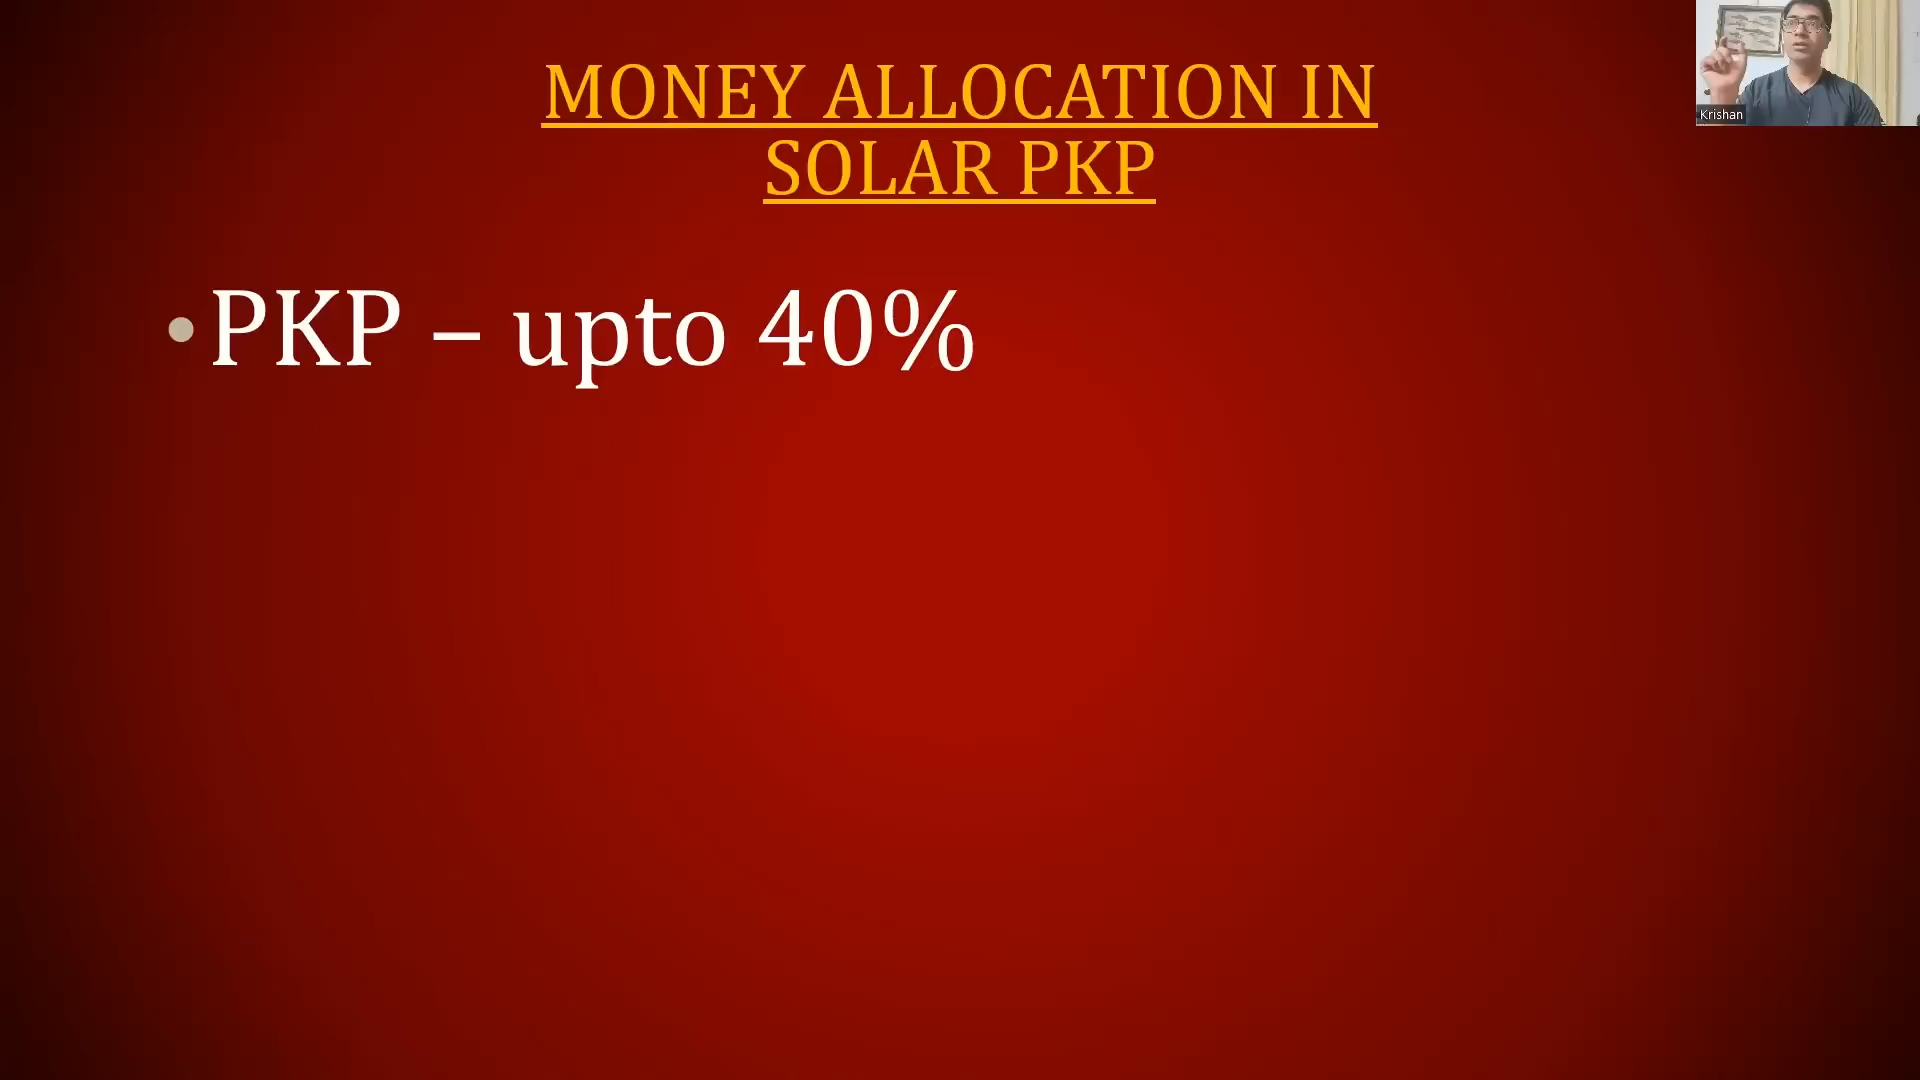 MONEY ALLOCATION IN
SOLAR PKP
• PKP – upto 40%
Krishan